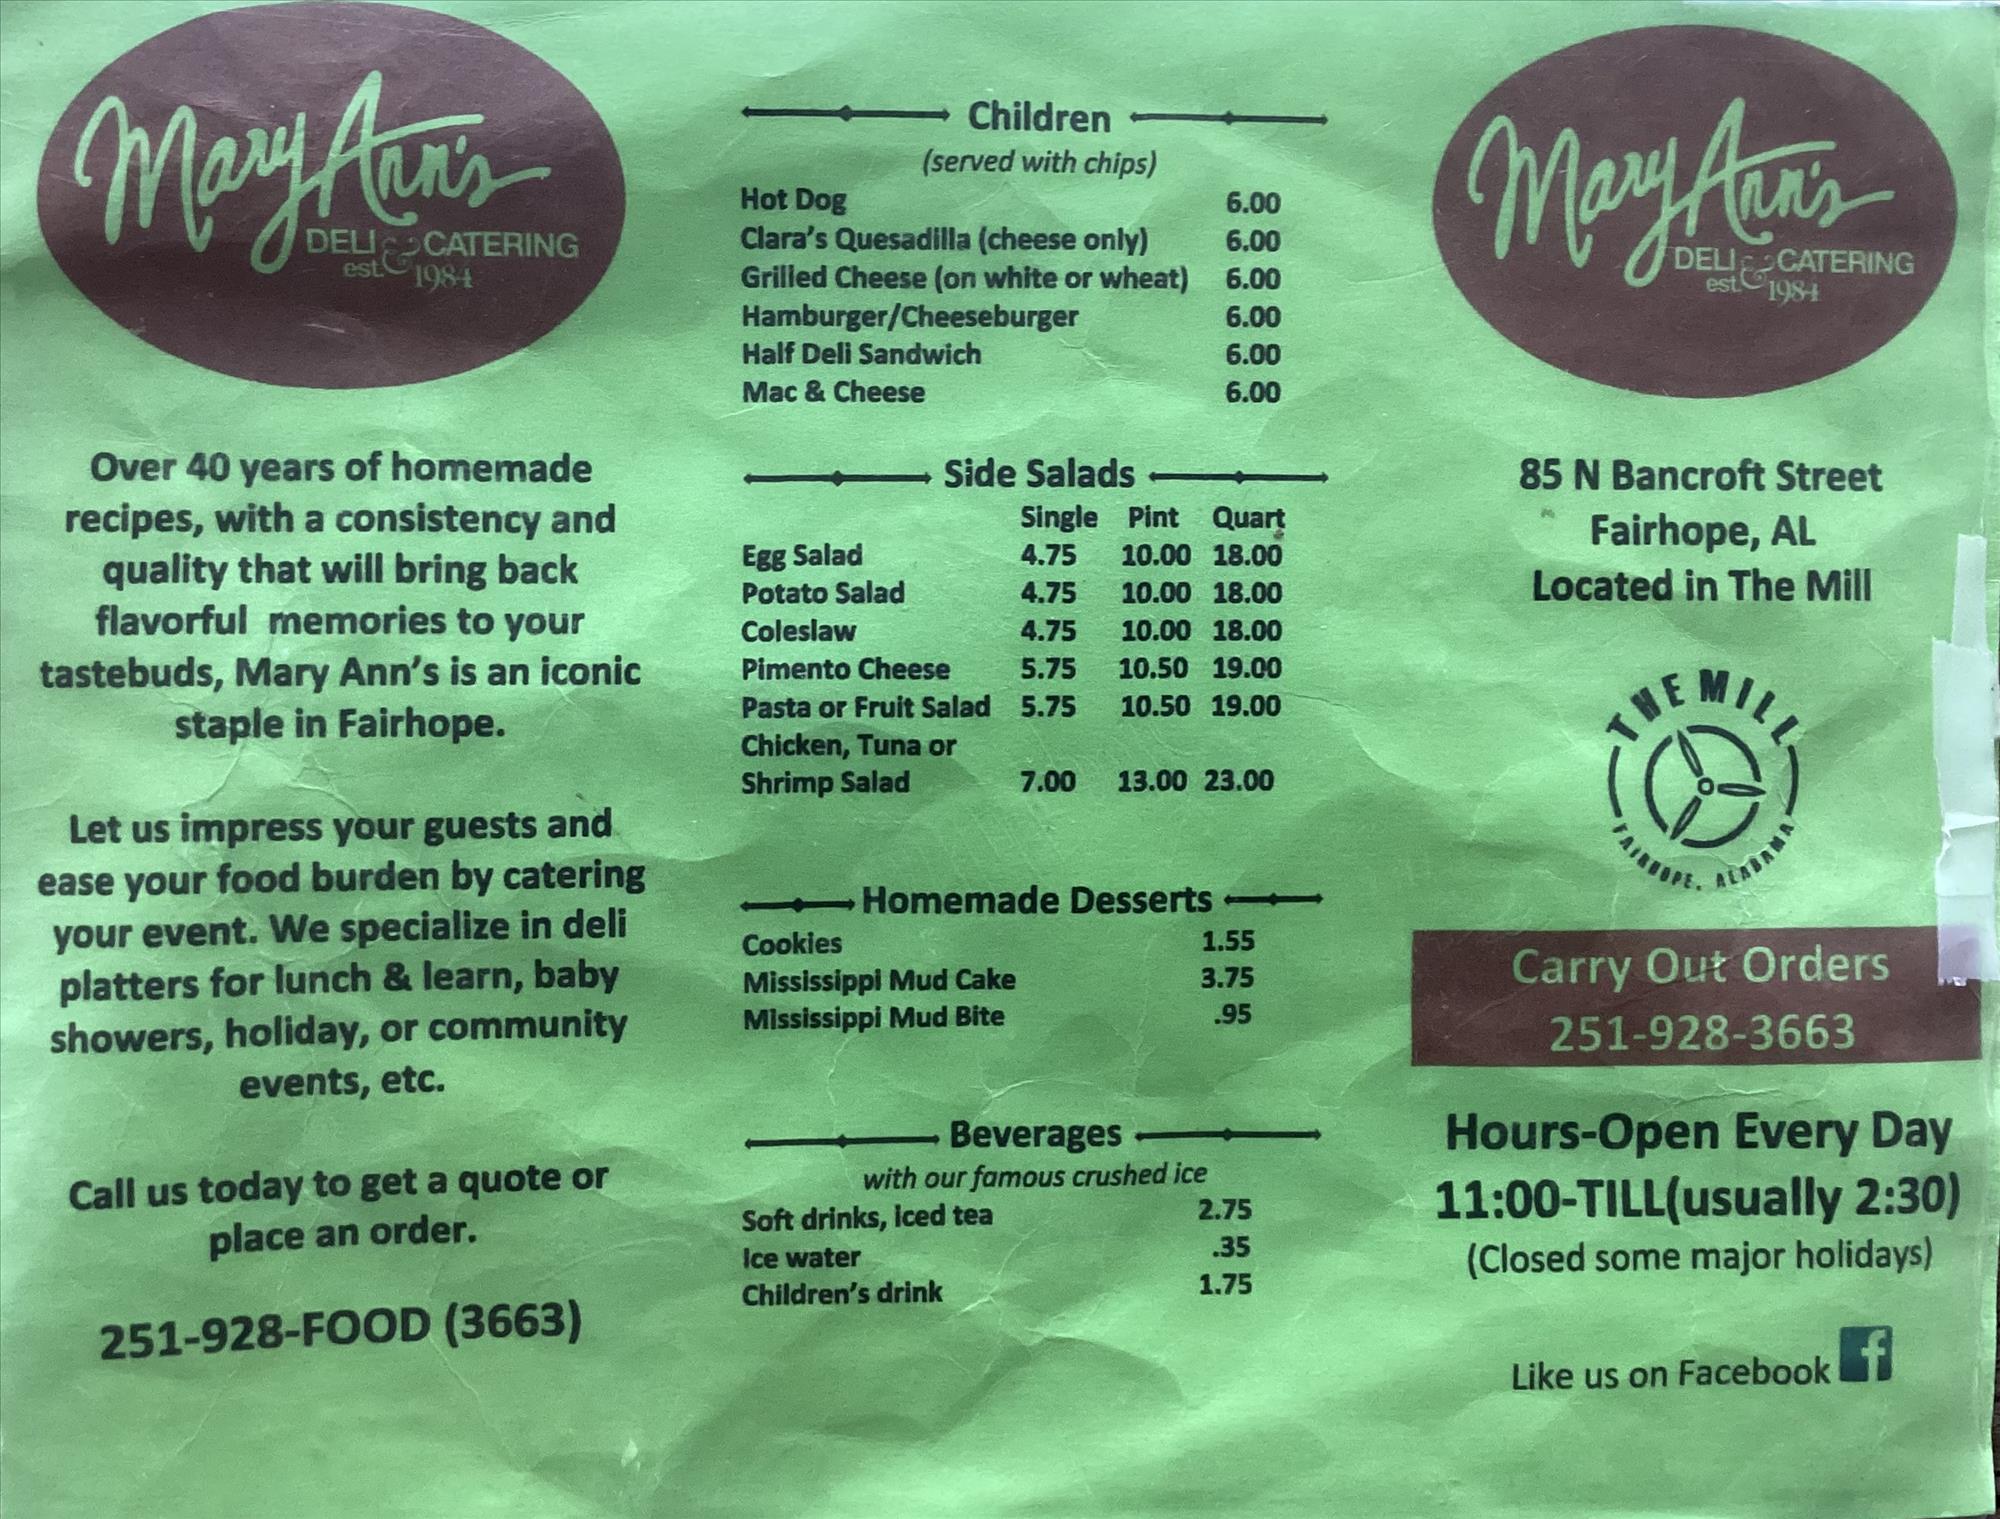 Mary Ann's
DELI & CATERING
est. 1984
Over 40 years of homemade
recipes, with a consistency and
quality that will bring back
flavorful memories to your
tastebuds, Mary Ann's is an iconic
staple in Fairhope.
Let us impress your guests and
ease your food burden by catering
your event. We specialize in deli
platters for lunch & learn, baby
showers, holiday, or community
events, etc.
Call us today to get a quote or
place an order.
251-928-FOOD (3663)
Children
(served with chips)
Hot Dog 6.00
Clara's Quesadilla (cheese only) 6.00
Grilled Cheese (on white or wheat) 6.00
Hamburger/Cheeseburger 6.00
Half Deli Sandwich 6.00
Mac & Cheese 6.00
Side Salads
Single Pint Quart
Egg Salad 4.75 10.00 18.00
Potato Salad 4.75 10.00 18.00
Coleslaw 4.75 10.00 18.00
Pimento Cheese 5.75 10.50 19.00
Pasta or Fruit Salad 5.75 10.50 19.00
Chicken, Tuna or
Shrimp Salad 7.00 13.00 23.00
Homemade Desserts
Cookies 1.55
Mississippi Mud Cake 3.75
Mississippi Mud Bite .95
Beverages
with our famous crushed ice
Soft drinks, iced tea 2.75
Ice water .35
Children's drink 1.75
Mary Ann's
DELI & CATERING
est. 1984
85 N Bancroft Street
Fairhope, AL
Located in The Mill
THE MILL
FAIRHOPE, ALABAMA
Carry Out Orders
251-928-3663
Hours-Open Every Day
11:00-TILL(usually 2:30)
(Closed some major holidays)
Like us on Facebook f